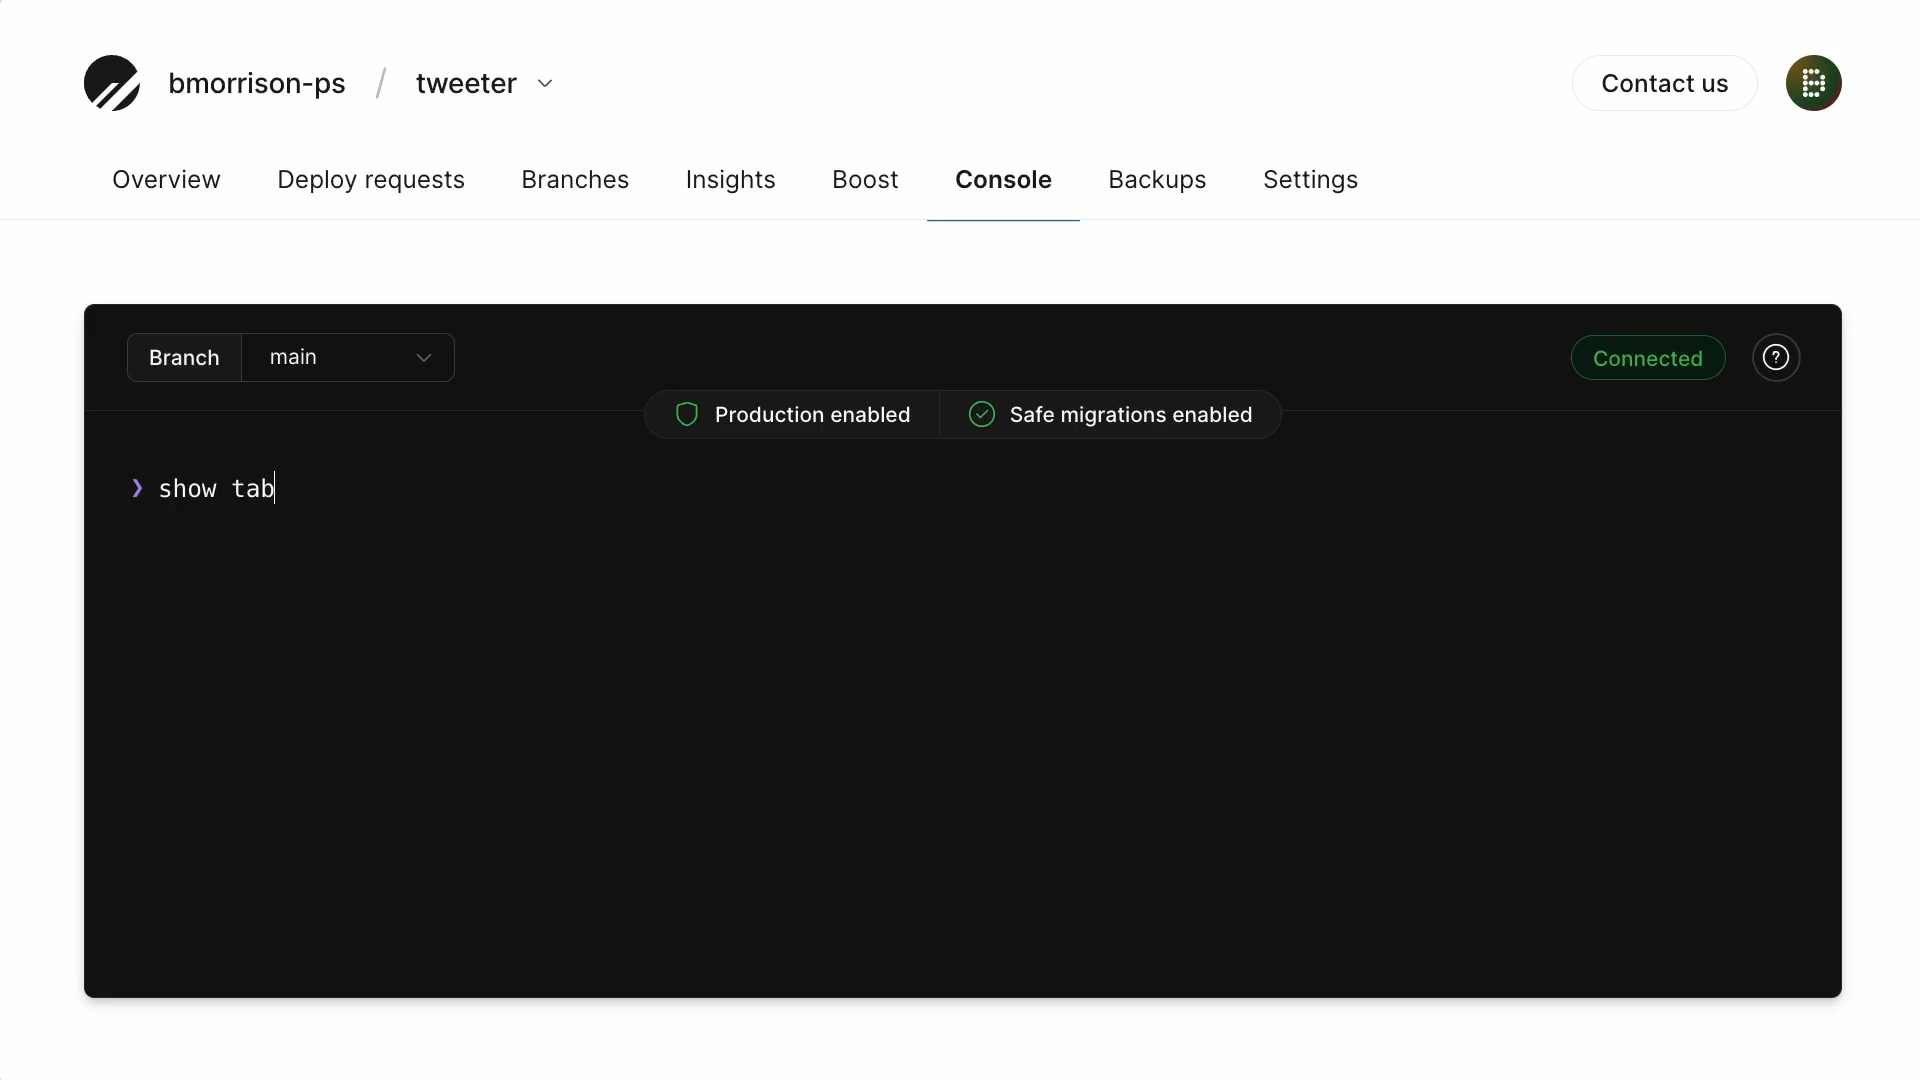 bmorrison-ps / tweeter
Contact us
Overview Deploy requests Branches Insights Boost Console Backups Settings
Branch main
Connected
?
Production enabled Safe migrations enabled
❯ show tab